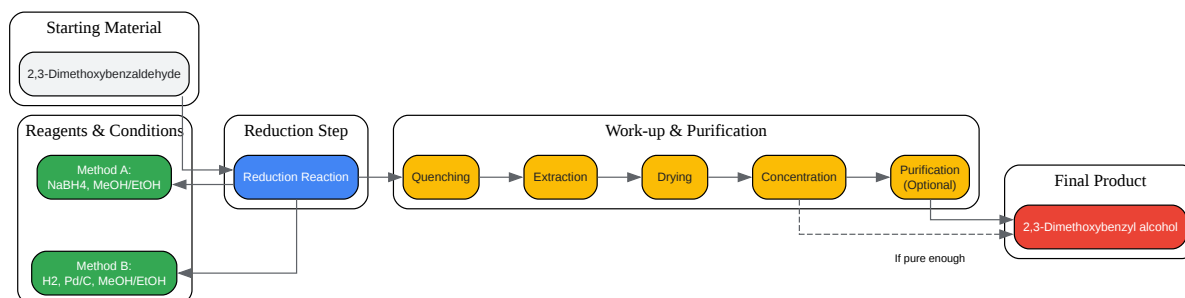 Starting Material
2,3-Dimethoxybenzaldehyde
Reagents & Conditions
Method A:
NaBH4, MeOH/EtOH
Method B:
H2, Pd/C, MeOH/EtOH
Reduction Step
Reduction Reaction
Work-up & Purification
Quenching
Extraction
Drying
Concentration
Purification
(Optional)
If pure enough
Final Product
2,3-Dimethoxybenzyl alcohol